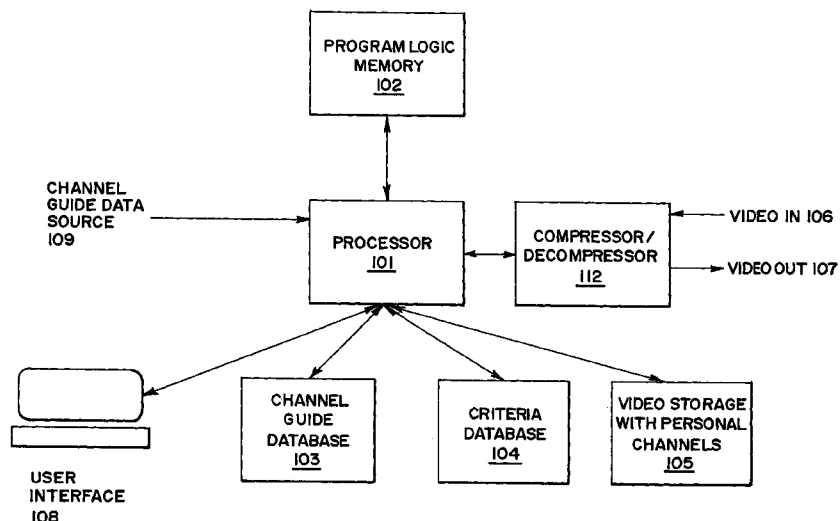 PROGRAM LOGIC
MEMORY
102
CHANNEL
GUIDE DATA
SOURCE
109
PROCESSOR
101
COMPRESSOR/
DECOMPRESSOR
112
VIDEO IN 106
VIDEO OUT 107
USER
INTERFACE
108
CHANNEL
GUIDE
DATABASE
103
CRITERIA
DATABASE
104
VIDEO STORAGE
WITH PERSONAL
CHANNELS
105